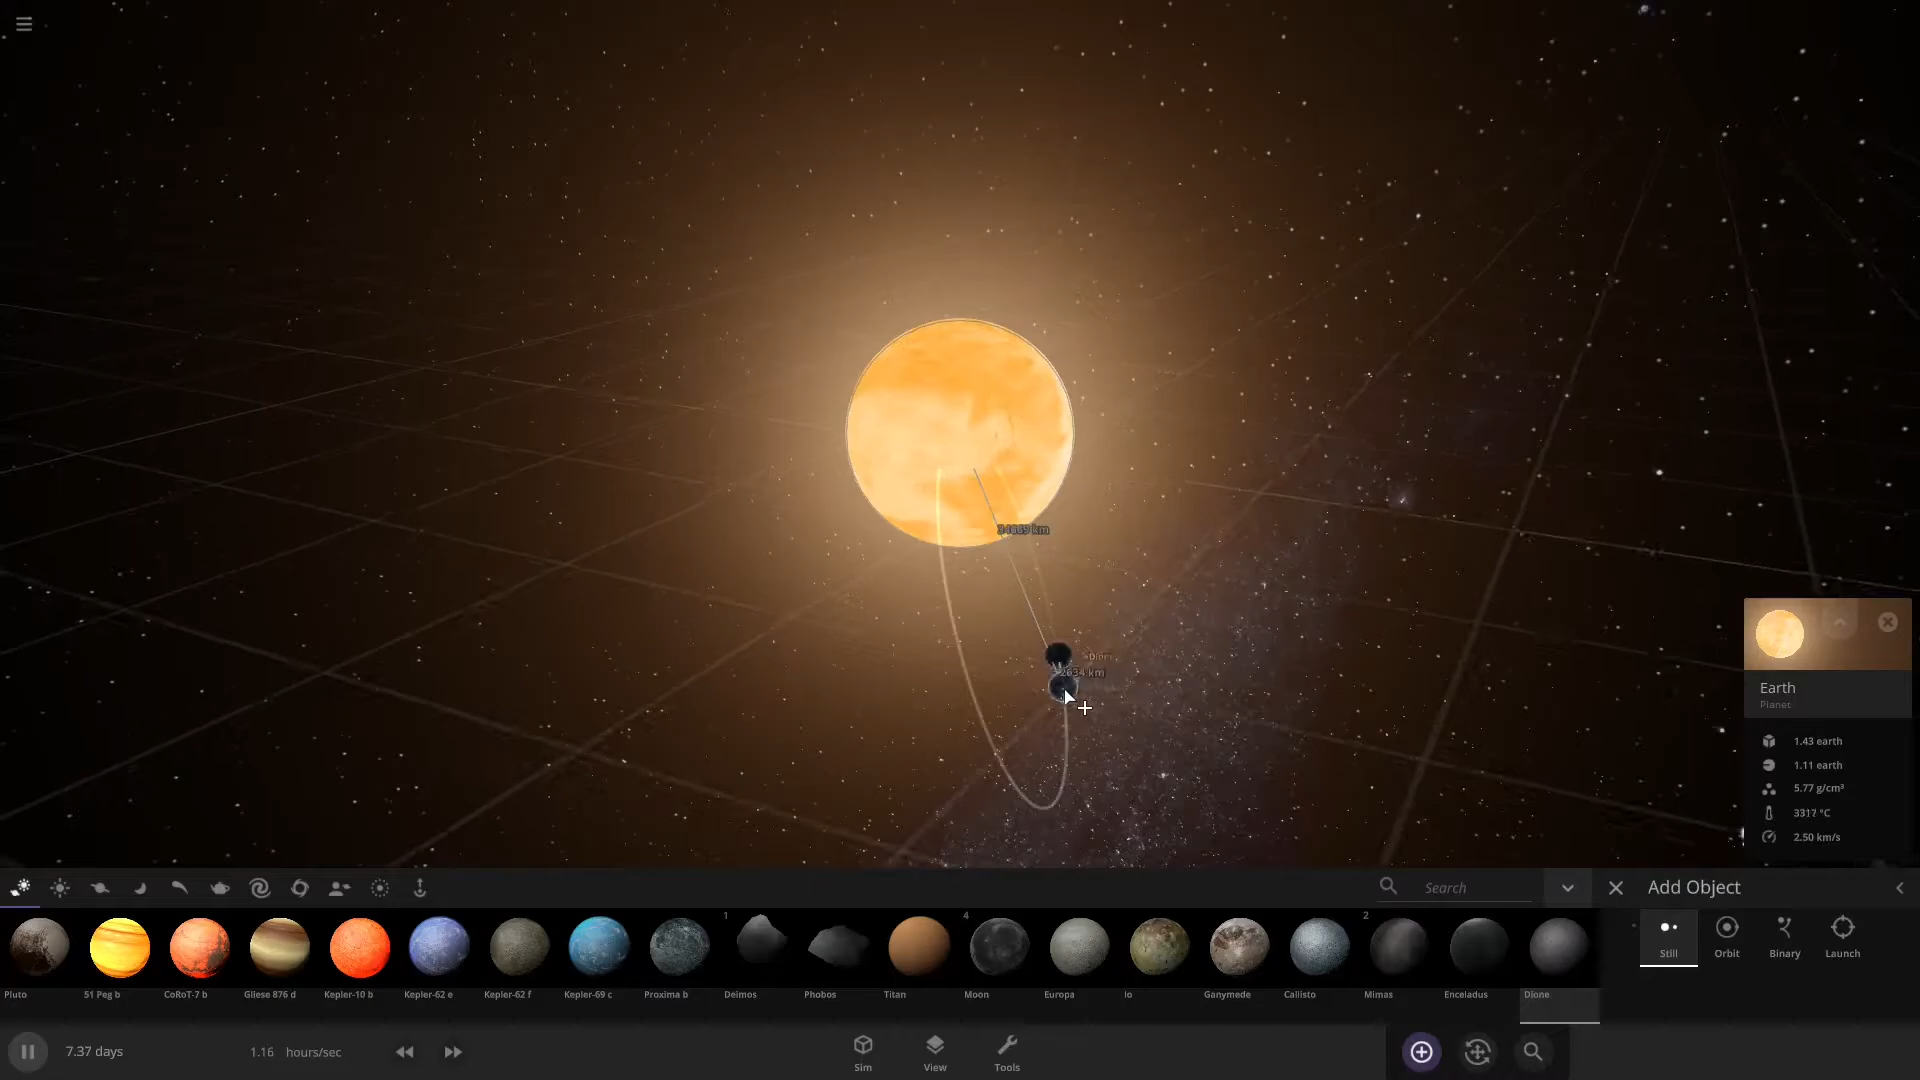 Earth
Planet
1.43 earth
1.11 earth
5.77 g/cm³
2.50 km/s
Search
Add Object
1
4
2
Pluto
51 Peg b
CoRoT-7 b
Gliese 876 d
Kepler-10 b
Kepler-62 e
Kepler-62 f
Kepler-69 c
Proxima b
Deimos
Phobos
Titan
Moon
Europa
Io
Ganymede
Callisto
Mimas
Enceladus
Dione
Still
Orbit
Binary
Launch
7.37 days
1.16 hours/sec
Sim
View
Tools